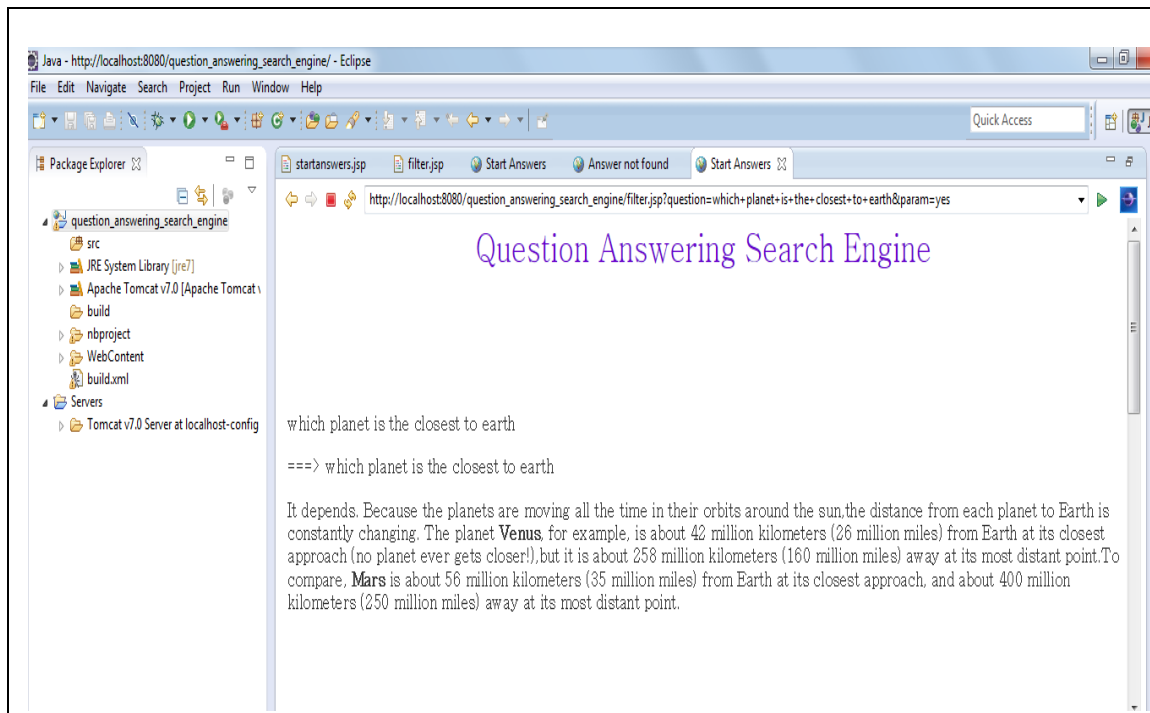 Java - http://localhost:8080/question_answering_search_engine/ - Eclipse
File Edit Navigate Search Project Run Window Help
Quick Access
Package Explorer
startanswers.jsp filter.jsp Start Answers Answer not found Start Answers
http://localhost:8080/question_answering_search_engine/filter.jsp?question=which+planet+is+the+closest+to+earth&param=yes
question_answering_search_engine
src
JRE System Library [jre7]
Apache Tomcat v7.0 [Apache Tomcat
build
nbproject
WebContent
build.xml
Servers
Tomcat v7.0 Server at localhost-config
Question Answering Search Engine
which planet is the closest to earth
===> which planet is the closest to earth
It depends. Because the planets are moving all the time in their orbits around the sun,the distance from each planet to Earth is
constantly changing. The planet Venus, for example, is about 42 million kilometers (26 million miles) from Earth at its closest
approach (no planet ever gets closer!),but it is about 258 million kilometers (160 million miles) away at its most distant point.To
compare, Mars is about 56 million kilometers (35 million miles) from Earth at its closest approach, and about 400 million
kilometers (250 million miles) away at its most distant point.